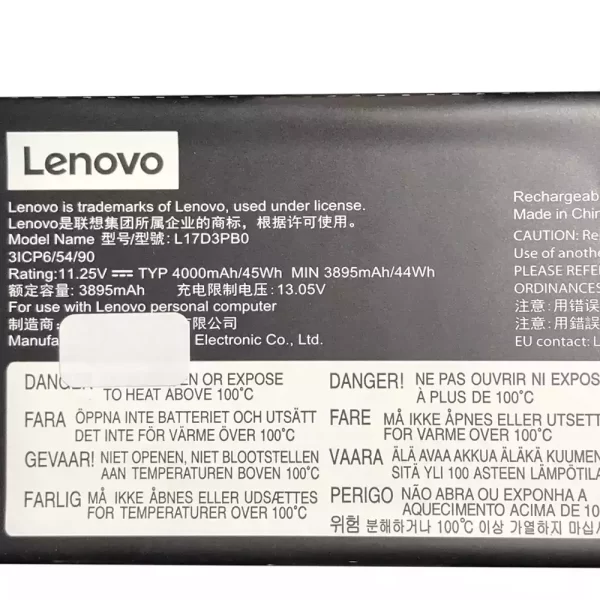 Lenovo
Lenovo is trademarks of Lenovo, used under license.
Lenovo是联想集团所属企业的商标，根据许可使用。
Model Name 型号/型號: L17D3PB0
3ICP6/54/90
Rating:11.25V⎓ TYP 4000mAh/45Wh MIN 3895mAh/44Wh
额定容量: 3895mAh 充电限制电压: 13.05V
For use with Lenovo personal computer
制造商: 有限公司
Electronic Co., Ltd.
Rechargeab
Made in Chin
CAUTION: Re
Use of anothe
PLEASE REFE
ORDINANCES
注意: 用错误
注意: 用錯誤
EU contact: L
DANGE EN OR EXPOSE
TO HEAT ABOVE 100°C
FARA ÖPPNA INTE BATTERIET OCH UTSÄTT
DET INTE FÖR VÄRME ÖVER 100°C
GEVAAR! NIET OPENEN, NIET BLOOTSTELLEN
AAN TEMPERATUREN BOVEN 100°C
FARLIG MÅ IKKE ÅBNES ELLER UDSÆTTES
FOR TEMPERATURER OVER 100°C
DANGER! NE PAS OUVRIR NI EXPOS
À PLUS DE 100°C
FARE MÅ IKKE ÅPNES ELLER UTSETT
FOR VARME OVER 100°C
VAARA ÄLÄ AVAA AKKUA ÄLÄKÄ KUUMEN
SITÄ YLI 100 ASTEEN LÄMPÖTILA
PERIGO NÃO ABRA OU EXPONHA A
AQUECIMENTO ACIMA DE 10
위험 분해하거나 100°C 이상 가열하지 마십시